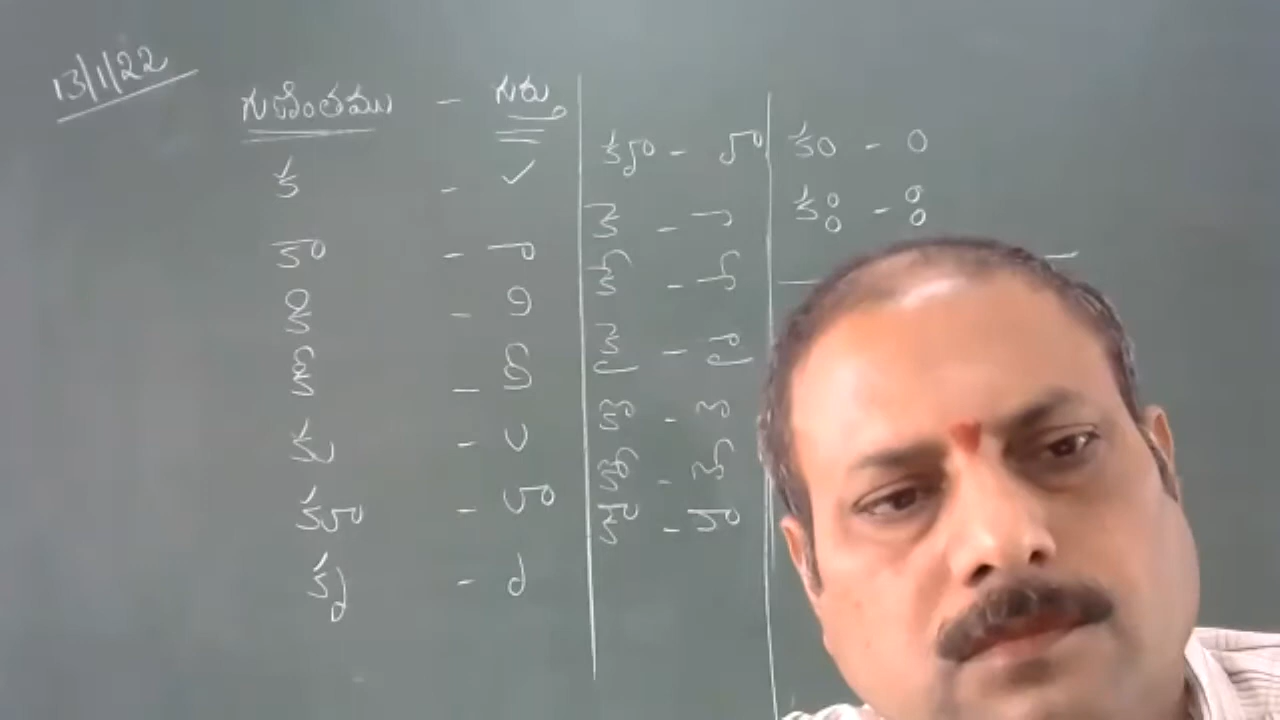 13/1/22
గుణింతము - గుర్తు
క - ✓
కా - ా
కి - ి
కీ - ీ
కు - ు
కూ - ూ
కృ - ృ
కౄ - ౄ
కె - ె
కే - ే
కై - ై
కొ - ొ
కో - ో
కౌ - ౌ
కం - ం
కః - ః